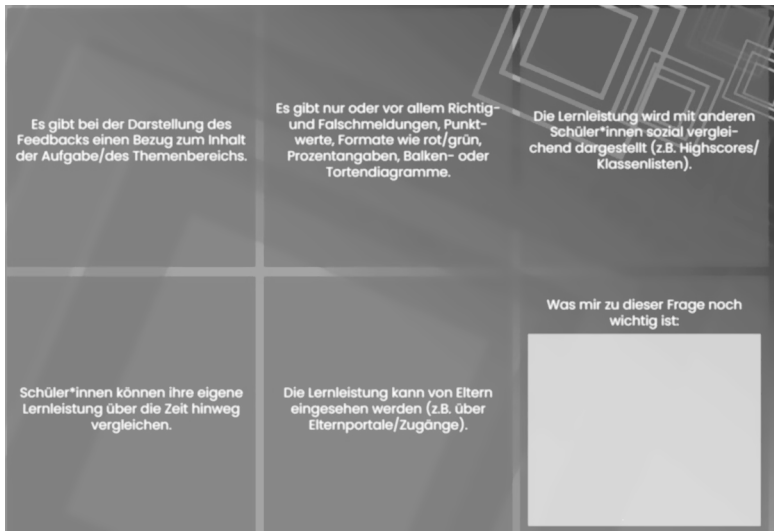 Es gibt bei der Darstellung des
Feedbacks einen Bezug zum Inhalt
der Aufgabe/des Themenbereichs.
Es gibt nur oder vor allem Richtig-
und Falschmeldungen, Punkt-
werte, Formate wie rot/grün,
Prozentangaben, Balken- oder
Tortendiagramme.
Die Lernleistung wird mit anderen
Schüler*innen sozial verglei-
chend dargestellt (z.B. Highscores/
Klassenlisten).
Schüler*innen können ihre eigene
Lernleistung über die Zeit hinweg
vergleichen.
Die Lernleistung kann von Eltern
eingesehen werden (z.B. über
Elternportale/Zugänge).
Was mir zu dieser Frage noch
wichtig ist: